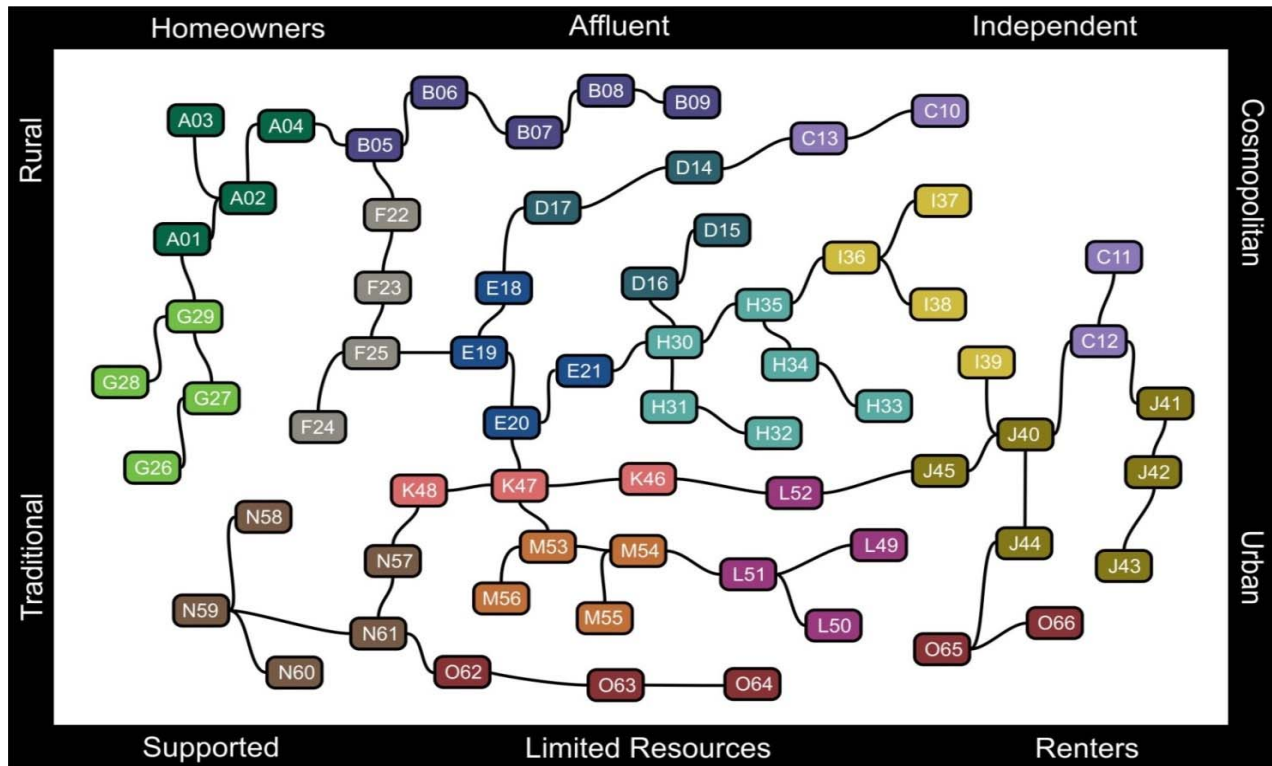 Homeowners
Affluent
Independent
Rural
Cosmopolitan
Traditional
Urban
A03
A04
B05
B06
B07
B08
B09
C13
C10
A02
D14
D17
I37
F22
D15
A01
I36
C11
F23
E18
D16
H35
I38
G29
F25
E19
H30
C12
G28
E21
H34
I39
G27
H31
H33
J41
F24
E20
H32
J40
G26
K48
K47
K46
L52
J45
J42
N58
N57
M53
M54
L49
J44
M56
L51
J43
N59
M55
L50
O66
N61
O65
N60
O62
O63
O64
Supported
Limited Resources
Renters